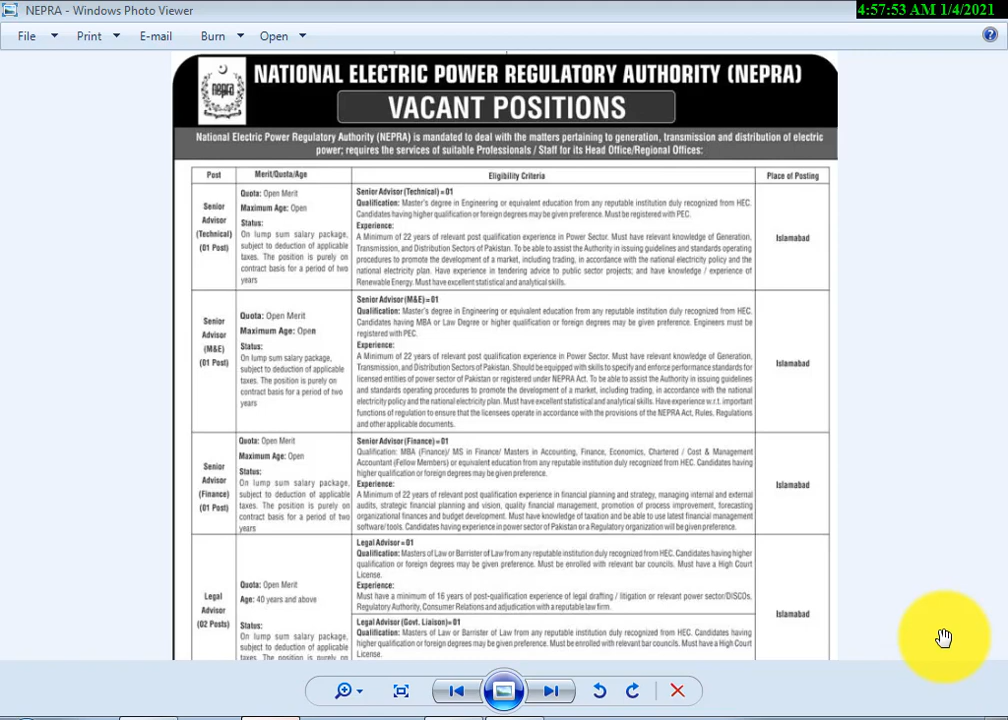 NEPRA - Windows Photo Viewer
4:57:53 AM 1/4/2021
File Print E-mail Burn Open
nepra
NATIONAL ELECTRIC POWER REGULATORY AUTHORITY (NEPRA)
VACANT POSITIONS
National Electric Power Regulatory Authority (NEPRA) is mandated to deal with the matters pertaining to generation, transmission and distribution of electric
power; requires the services of suitable Professionals / Staff for its Head Office/Regional Offices:
Post Merit/Quota/Age Eligibility Criteria Place of Posting
Senior
Advisor
(Technical)
(01 Post)
Quota: Open Merit
Maximum Age: Open
Status:
On lump sum salary package,
subject to deduction of applicable
taxes. The position is purely on
contract basis for a period of two
years
Senior Advisor (Technical) = 01
Qualification: Master's degree in Engineering or equivalent education from any reputable institution duly recognized from HEC.
Candidates having higher qualification or foreign degrees may be given preference. Must be registered with PEC.
Experience:
A Minimum of 22 years of relevant post qualification experience in Power Sector. Must have relevant knowledge of Generation,
Transmission, and Distribution Sectors of Pakistan. To be able to assist the Authority in issuing guidelines and standards operating
procedures to promote the development of a market, including trading, in accordance with the national electricity policy and the
national electricity plan. Have experience in tendering advice to public sector projects; and have knowledge / experience of
Renewable Energy. Must have excellent statistical and analytical skills.
Islamabad
Senior
Advisor
(M&E)
(01 Post)
Quota: Open Merit
Maximum Age: Open
Status:
On lump sum salary package,
subject to deduction of applicable
taxes. The position is purely on
contract basis for a period of two
years
Senior Advisor (M&E) = 01
Qualification: Master's degree in Engineering or equivalent education from any reputable institution duly recognized from HEC.
Candidates having MBA or Law Degree or higher qualification or foreign degrees may be given preference. Engineers must be
registered with PEC.
Experience:
A Minimum of 22 years of relevant post qualification experience in Power Sector. Must have relevant knowledge of Generation,
Transmission, and Distribution Sectors of Pakistan. Should be equipped with skills to specify and enforce performance standards for
licensed entities of power sector of Pakistan or registered under NEPRA Act. To be able to assist the Authority in issuing guidelines
and standards operating procedures to promote the development of a market, including trading, in accordance with the national
electricity policy and the national electricity plan. Must have excellent statistical and analytical skills. Have experience w.r.t. important
functions of regulation to ensure that the licensees operate in accordance with the provisions of the NEPRA Act, Rules, Regulations
and other applicable documents.
Islamabad
Senior
Advisor
(Finance)
(01 Post)
Quota: Open Merit
Maximum Age: Open
Status:
On lump sum salary package,
subject to deduction of applicable
taxes. The position is purely on
contract basis for a period of two
years
Senior Advisor (Finance) = 01
Qualification: MBA (Finance)/ MS in Finance/ Masters in Accounting, Finance, Economics, Chartered / Cost & Management
Accountant (Fellow Members) or equivalent education from any reputable institution duly recognized from HEC. Candidates having
higher qualification or foreign degrees may be given preference.
Experience:
A Minimum of 22 years of relevant post qualification experience in financial planning and strategy, managing internal and external
audits, strategic financial planning and vision, quality financial management, promotion of process improvement, forecasting
organizational finances and budget development. Must have knowledge of taxation and be able to use latest financial management
software/ tools. Candidates having experience in power sector of Pakistan or a Regulatory organization will be given preference.
Islamabad
Legal
Advisor
(02 Posts)
Quota: Open Merit
Age: 40 years and above
Status:
On lump sum salary package,
subject to deduction of applicable
taxes. The position is purely on
Legal Advisor = 01
Qualification: Masters of Law or Barrister of Law from any reputable institution duly recognized from HEC. Candidates having higher
qualification or foreign degrees may be given preference. Must be enrolled with relevant bar councils. Must have a High Court
License.
Experience:
Must have a minimum of 16 years of post-qualification experience of legal drafting / litigation or relevant power sector/DISCOs,
Regulatory Authority, Consumer Relations and adjudication with a reputable law firm.
Legal Advisor (Govt. Liaison) = 01
Qualification: Masters of Law or Barrister of Law from any reputable institution duly recognized from HEC. Candidates having
higher qualification or foreign degrees may be given preference. Must be enrolled with relevant bar councils. Must have a High Court
License.
Islamabad